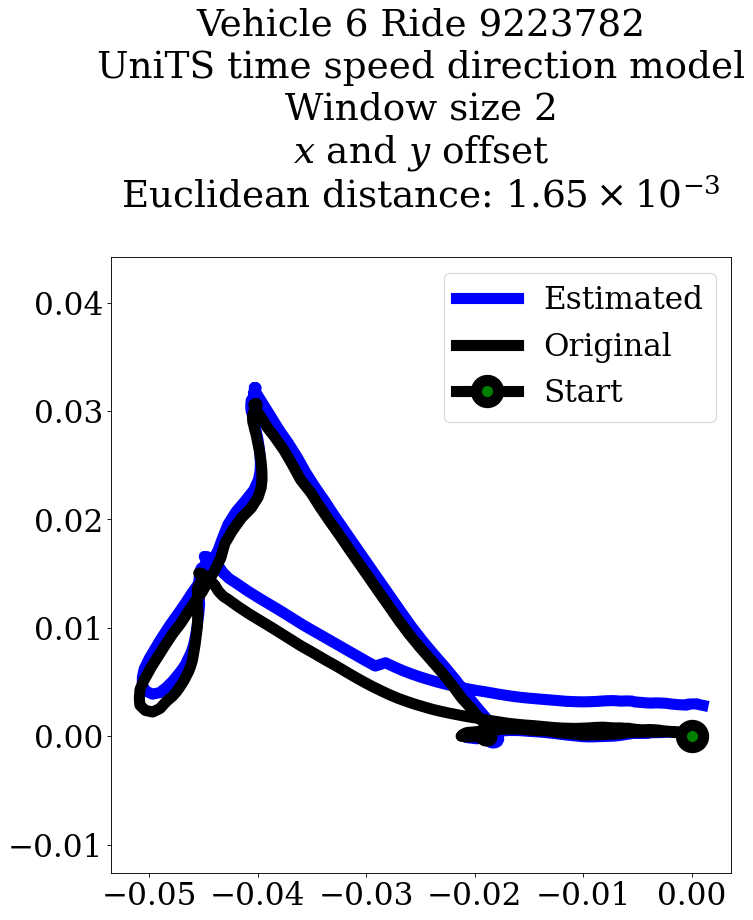 Vehicle 6 Ride 9223782
UniTS time speed direction model
Window size 2
x and y offset
Euclidean distance: 1.65 × 10⁻³
Estimated
Original
Start
0.04
0.03
0.02
0.01
0.00
−0.01
−0.05 −0.04 −0.03 −0.02 −0.01 0.00